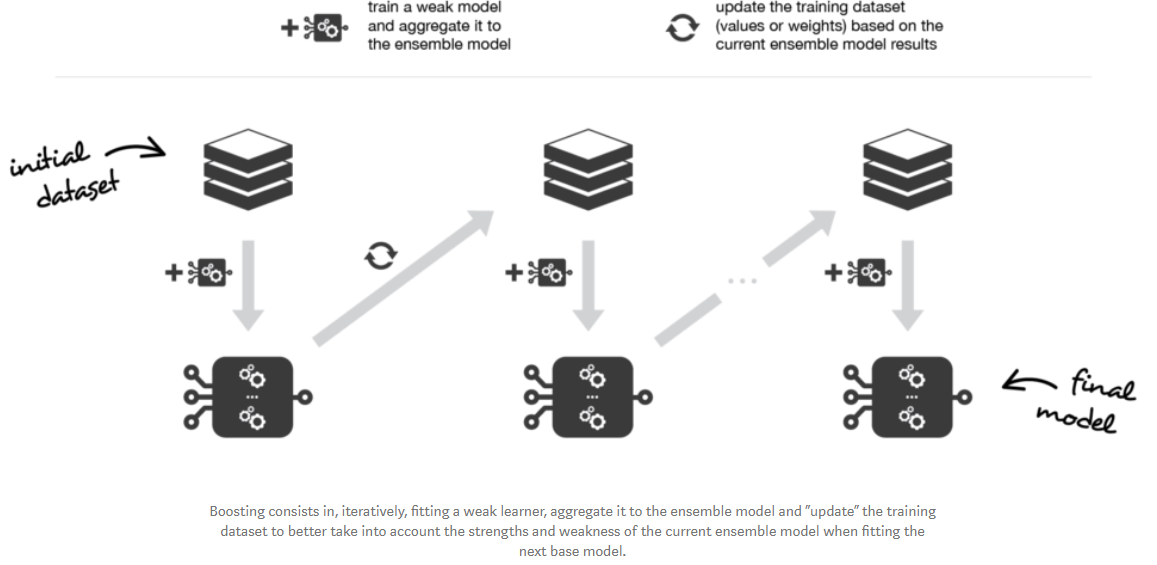 train a weak model
and aggregate it to
the ensemble model
update the training dataset
(values or weights) based on the
current ensemble model results
initial
dataset
...
final
model
Boosting consists in, iteratively, fitting a weak learner, aggregate it to the ensemble model and "update" the training
dataset to better take into account the strengths and weakness of the current ensemble model when fitting the
next base model.